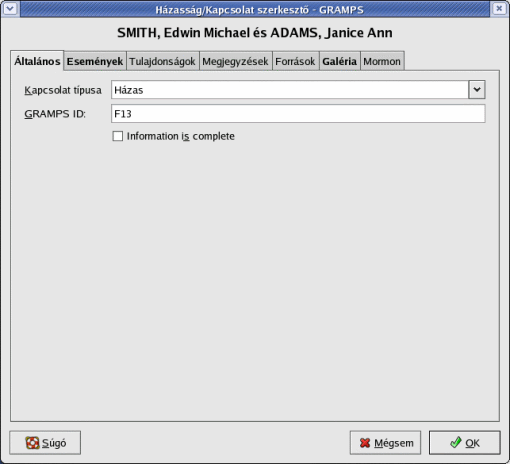 Házasság/Kapcsolat szerkesztő - GRAMPS
SMITH, Edwin Michael és ADAMS, Janice Ann
Általános Események Tulajdonságok Megjegyzések Források Galéria Mormon
Kapcsolat típusa Házas
GRAMPS ID: F13
Information is complete
Súgó Mégsem OK